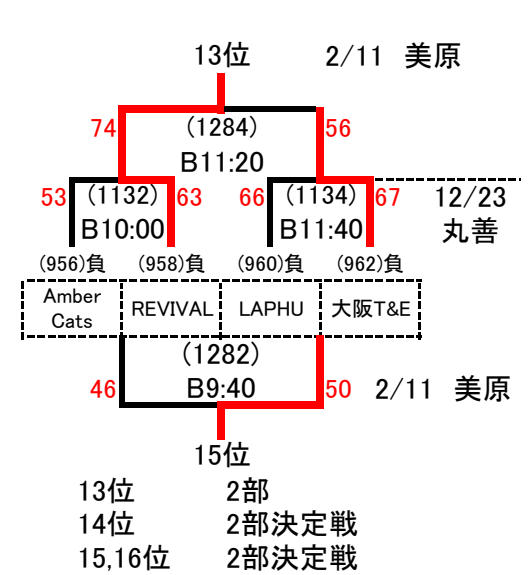 13位 2/11 美原
74 (1284) 56
B11:20
53 (1132) 63 66 (1134) 67 12/23
B10:00 B11:40 丸善
(956)負 (958)負 (960)負 (962)負
Amber
Cats REVIVAL LAPHU 大阪T&E
(1282)
46 B9:40 50 2/11 美原
15位
13位 2部
14位 2部決定戦
15,16位 2部決定戦